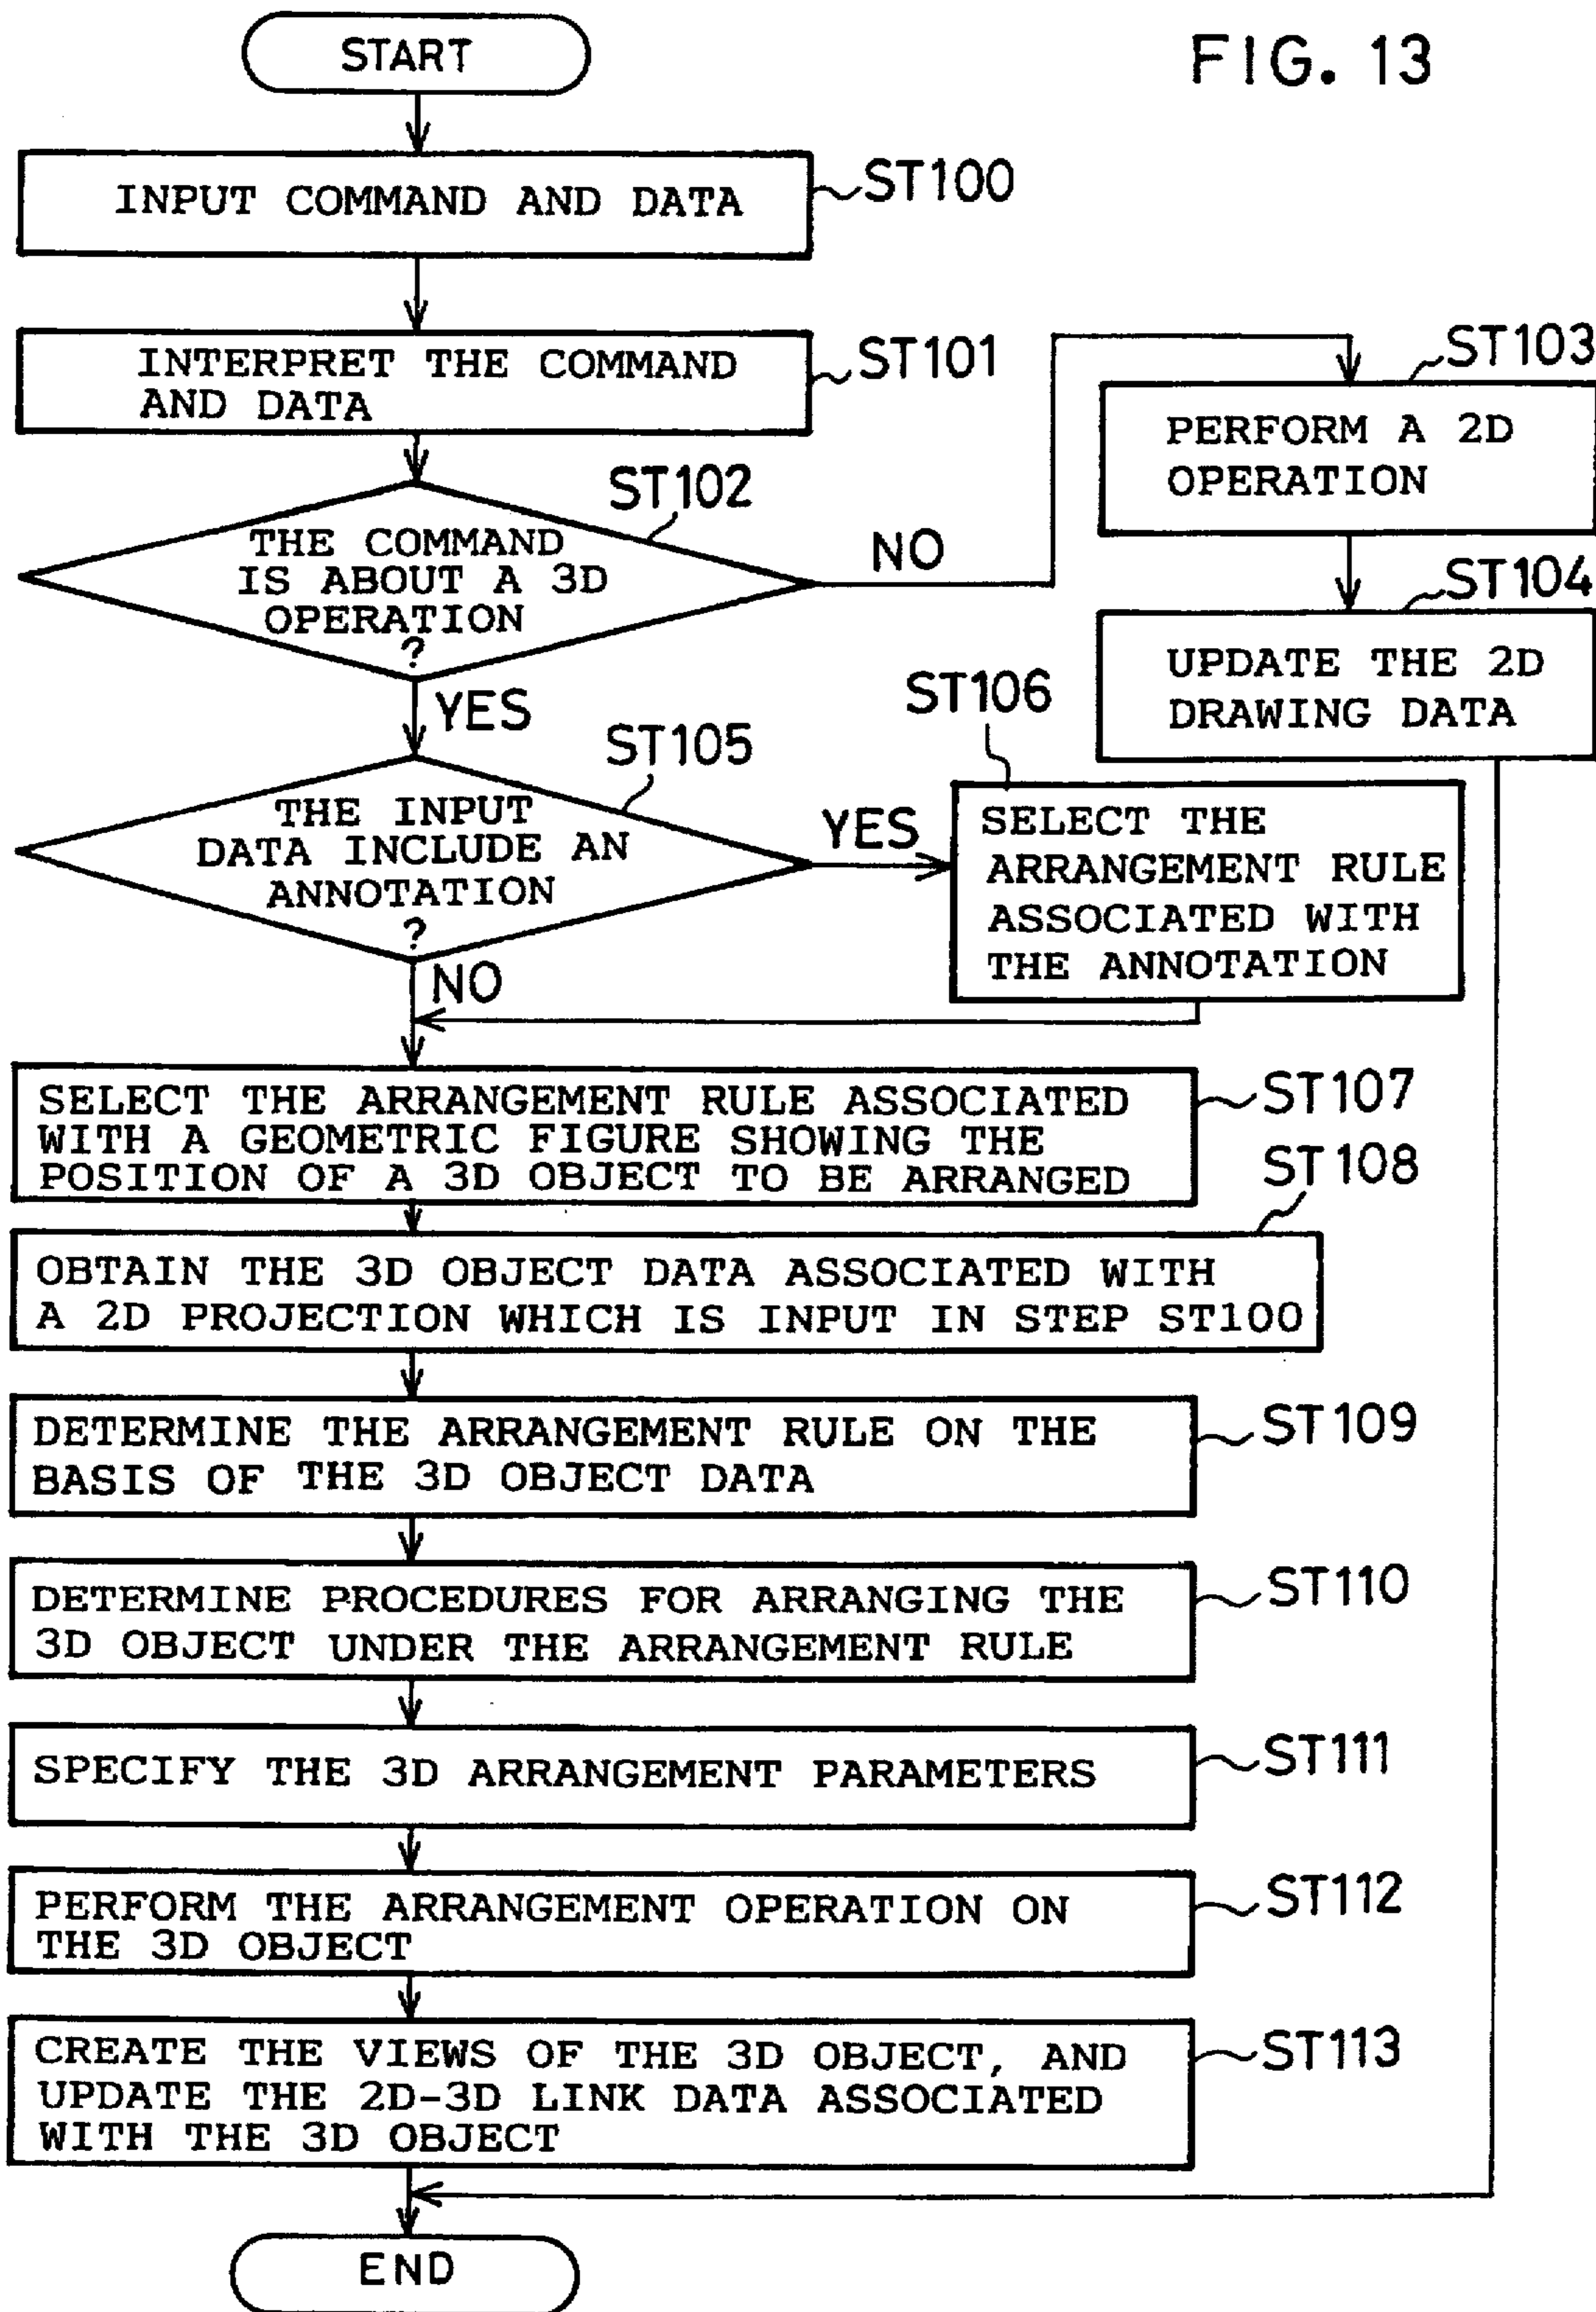 START
FIG. 13
INPUT COMMAND AND DATA
ST100
INTERPRET THE COMMAND
AND DATA
ST101
ST102
THE COMMAND
IS ABOUT A 3D
OPERATION
?
NO
YES
ST103
PERFORM A 2D
OPERATION
ST104
UPDATE THE 2D
DRAWING DATA
ST105
THE INPUT
DATA INCLUDE AN
ANNOTATION
?
YES
NO
ST106
SELECT THE
ARRANGEMENT RULE
ASSOCIATED WITH
THE ANNOTATION
SELECT THE ARRANGEMENT RULE ASSOCIATED
WITH A GEOMETRIC FIGURE SHOWING THE
POSITION OF A 3D OBJECT TO BE ARRANGED
ST107
ST108
OBTAIN THE 3D OBJECT DATA ASSOCIATED WITH
A 2D PROJECTION WHICH IS INPUT IN STEP ST100
DETERMINE THE ARRANGEMENT RULE ON THE
BASIS OF THE 3D OBJECT DATA
ST109
DETERMINE PROCEDURES FOR ARRANGING THE
3D OBJECT UNDER THE ARRANGEMENT RULE
ST110
SPECIFY THE 3D ARRANGEMENT PARAMETERS
ST111
PERFORM THE ARRANGEMENT OPERATION ON
THE 3D OBJECT
ST112
CREATE THE VIEWS OF THE 3D OBJECT, AND
UPDATE THE 2D-3D LINK DATA ASSOCIATED
WITH THE 3D OBJECT
ST113
END